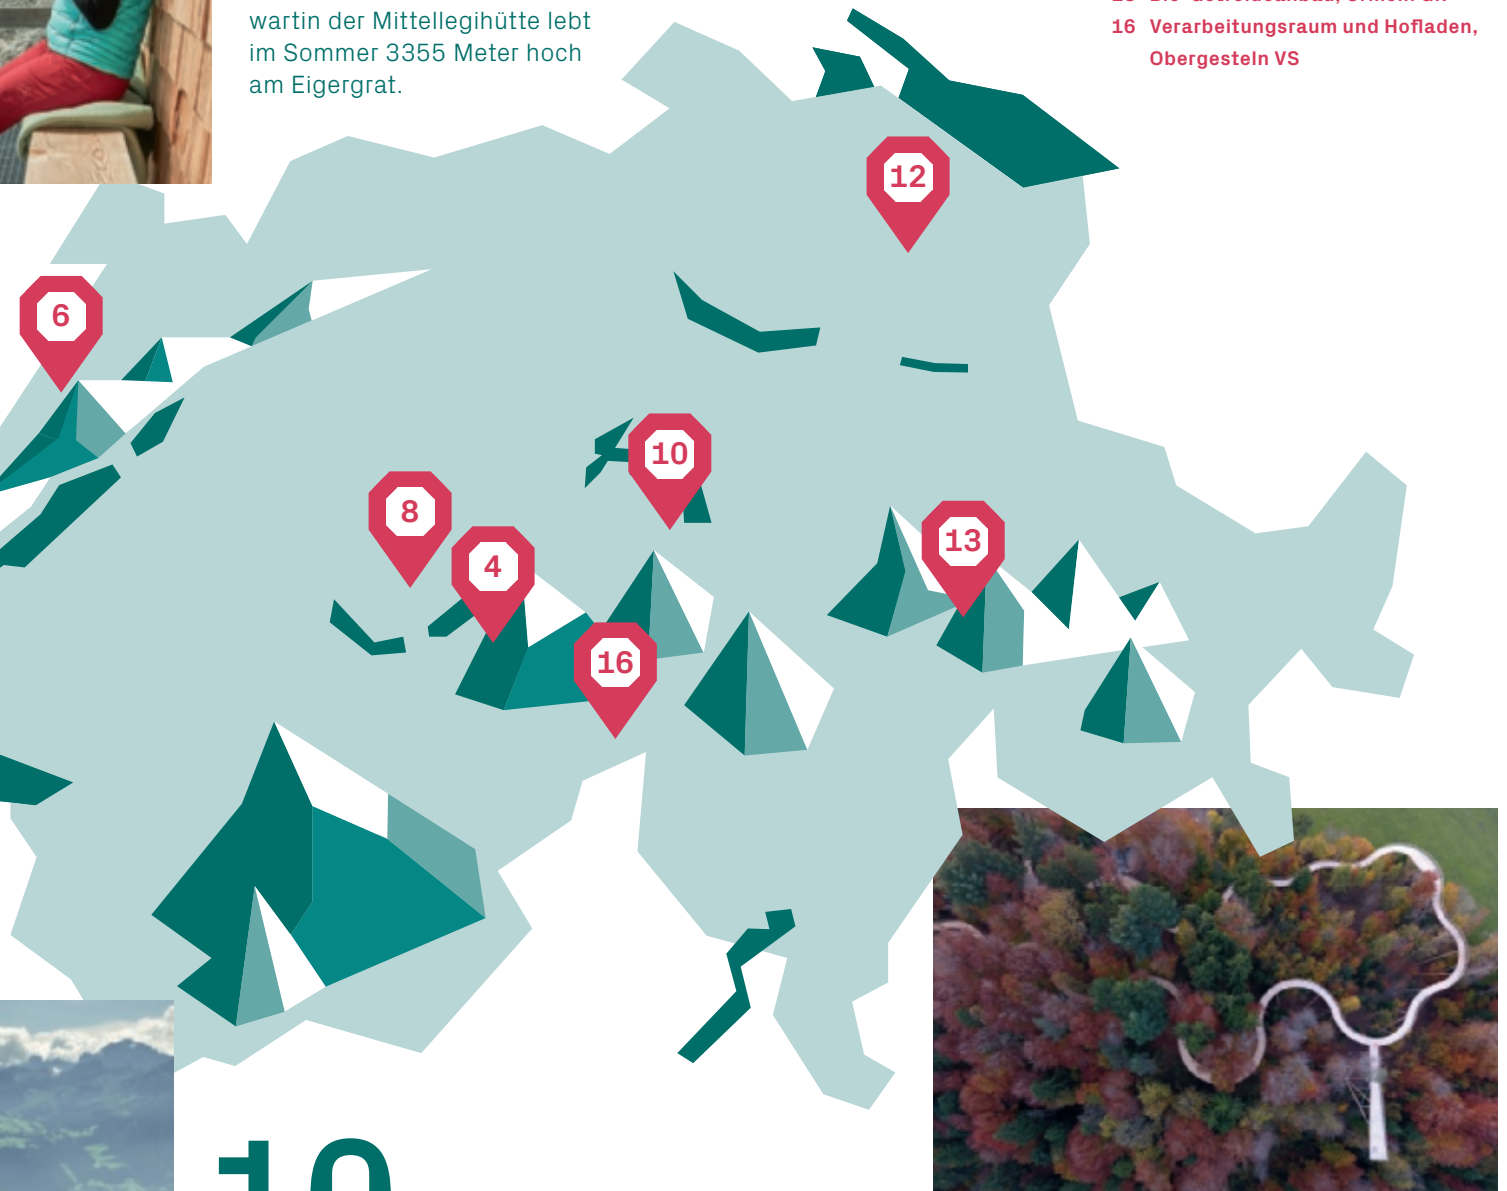 wartin der Mittellegihütte lebt
im Sommer 3355 Meter hoch
am Eigergrat.
16 Verarbeitungsraum und Hofladen,
Obergesteln VS
12
6
10
8
13
4
16